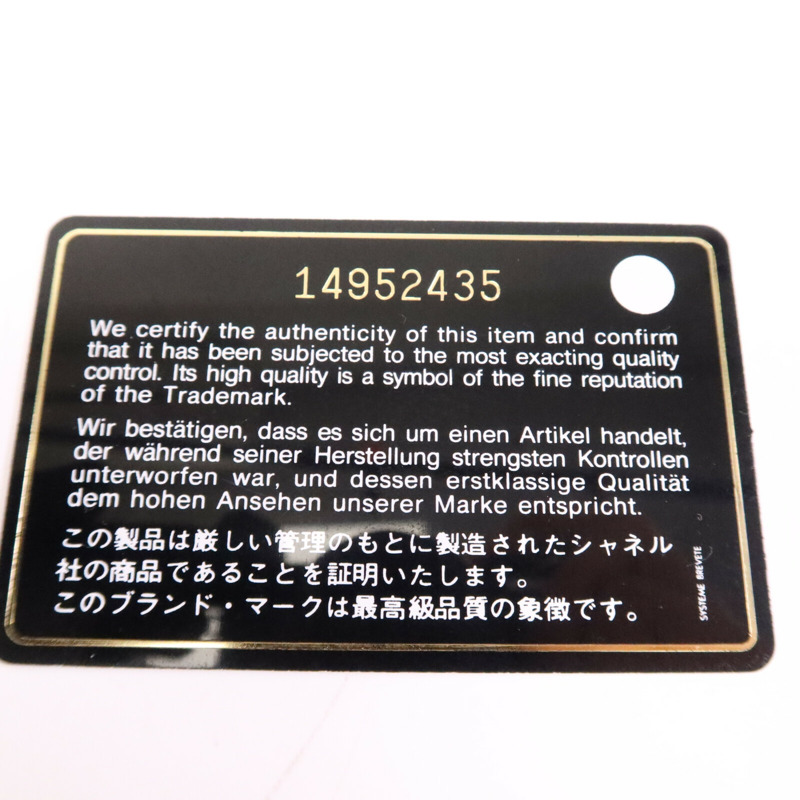 14952435
We certify the authenticity of this item and confirm
that it has been subjected to the most exacting quality
control. Its high quality is a symbol of the fine reputation
of the Trademark.
Wir bestätigen, dass es sich um einen Artikel handelt,
der während seiner Herstellung strengsten Kontrollen
unterworfen war, und dessen erstklassige Qualität
dem hohen Ansehen unserer Marke entspricht.
この製品は厳しい管理のもとに製造されたシャネル
社の商品であることを証明いたします。
このブランド・マークは最高級品質の象徴です。
SYSTEME BREVETE